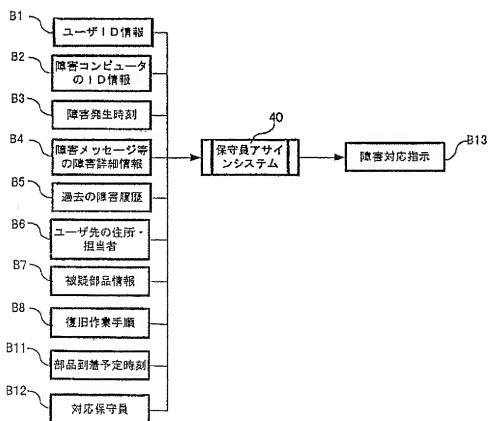 B1
ユーザID情報
B2
障害コンピュータ
のID情報
B3
障害発生時刻
B4
障害メッセージ等
の障害詳細情報
B5
過去の障害履歴
B6
ユーザ先の住所・
担当者
B7
被疑部品情報
B8
復旧作業手順
B11
部品到着予定時刻
B12
対応保守員
40
保守員アサイ
ンシステム
障害対応指示
B13